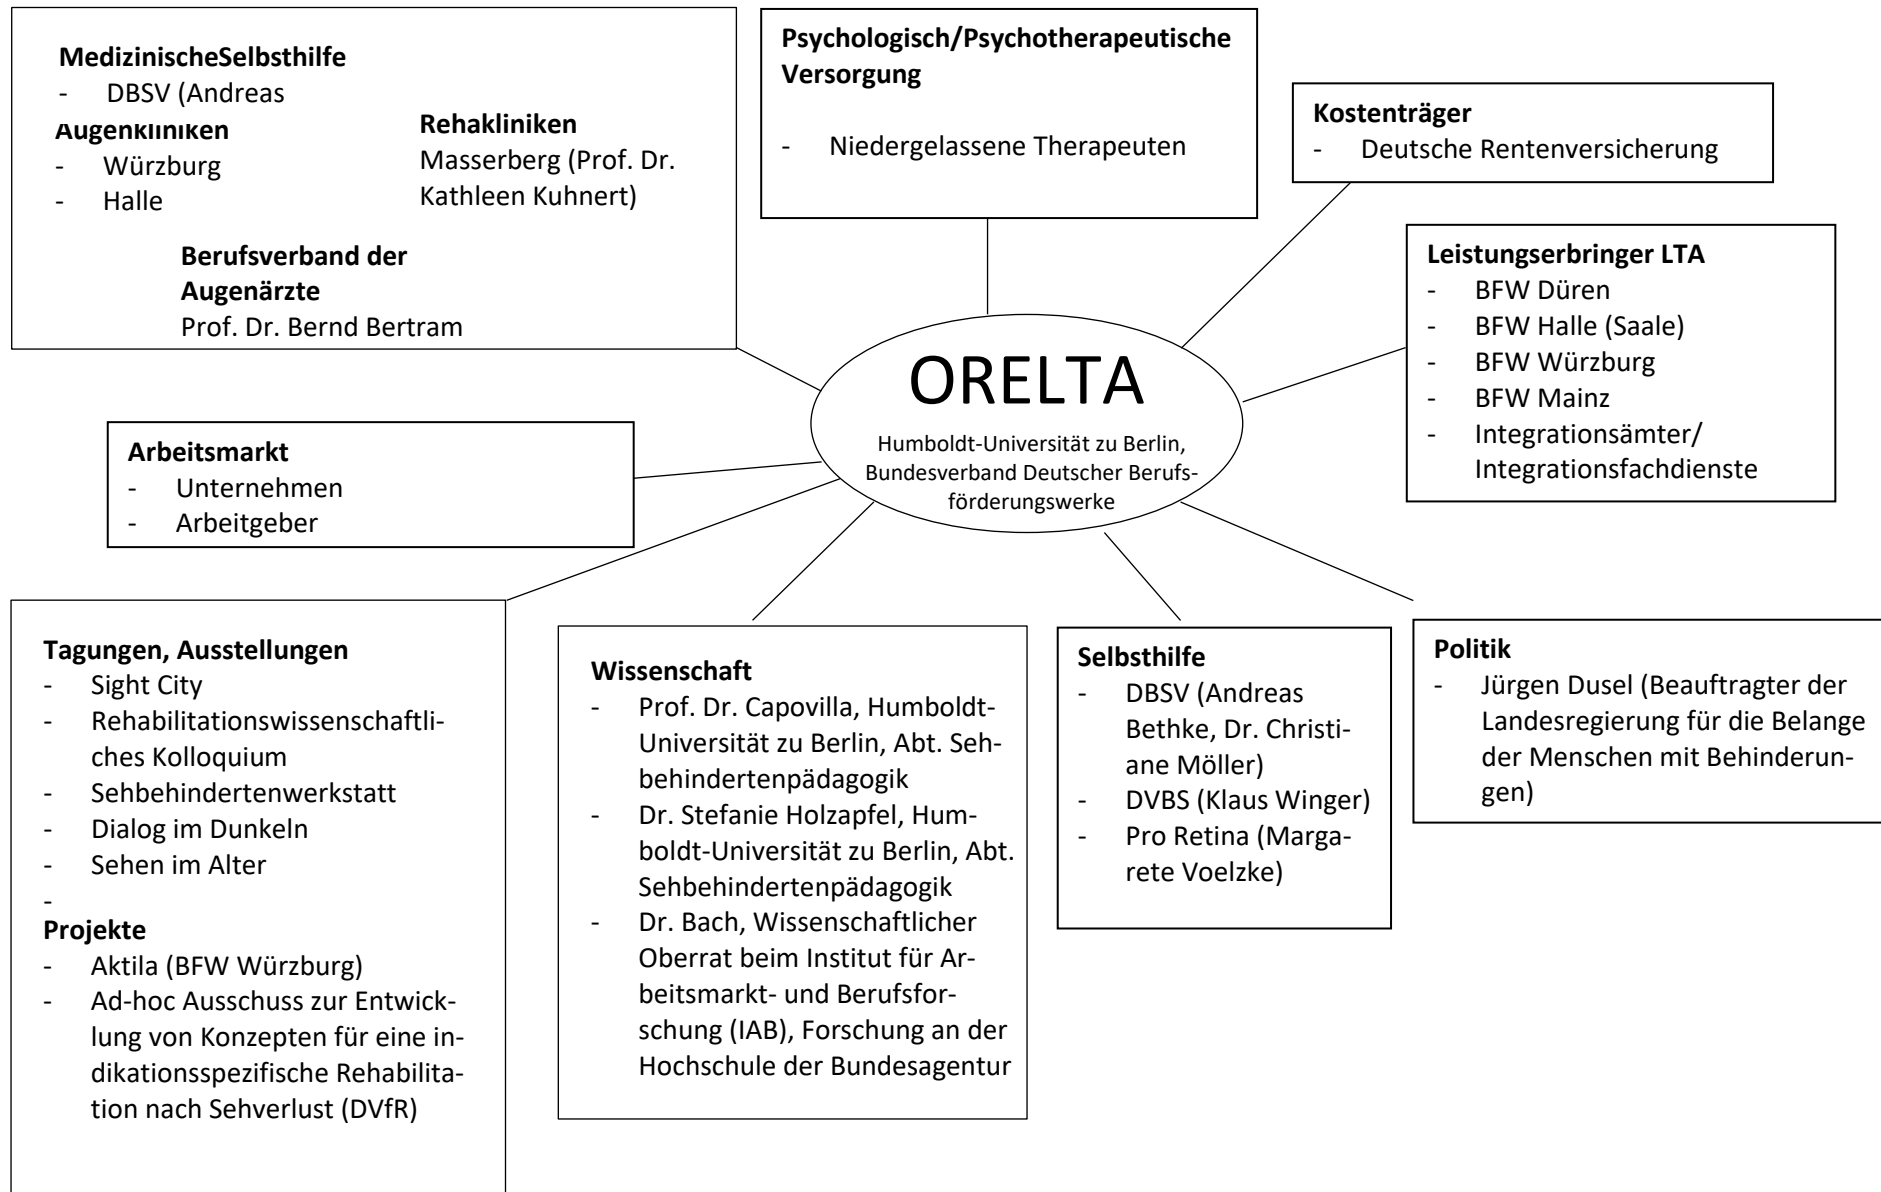 MedizinischeSelbsthilfe
- DBSV (Andreas
Augenkliniken
- Würzburg
- Halle
Rehakliniken
Masserberg (Prof. Dr.
Kathleen Kuhnert)
Berufsverband der
Augenärzte
Prof. Dr. Bernd Bertram
Psychologisch/Psychotherapeutische
Versorgung
- Niedergelassene Therapeuten
Kostenträger
- Deutsche Rentenversicherung
Leistungserbringer LTA
- BFW Düren
- BFW Halle (Saale)
- BFW Würzburg
- BFW Mainz
- Integrationsämter/
Integrationsfachdienste
ORELTA
Humboldt-Universität zu Berlin,
Bundesverband Deutscher Berufs-
förderungswerke
Arbeitsmarkt
- Unternehmen
- Arbeitgeber
Tagungen, Ausstellungen
- Sight City
- Rehabilitationswissenschaftli-
ches Kolloquium
- Sehbehindertenwerkstatt
- Dialog im Dunkeln
- Sehen im Alter
-
Projekte
- Aktila (BFW Würzburg)
- Ad-hoc Ausschuss zur Entwick-
lung von Konzepten für eine in-
dikationsspezifische Rehabilita-
tion nach Sehverlust (DVfR)
Wissenschaft
- Prof. Dr. Capovilla, Humboldt-
Universität zu Berlin, Abt. Seh-
behindertenpädagogik
- Dr. Stefanie Holzapfel, Hum-
boldt-Universität zu Berlin, Abt.
Sehbehindertenpädagogik
- Dr. Bach, Wissenschaftlicher
Oberrat beim Institut für Ar-
beitsmarkt- und Berufsfor-
schung (IAB), Forschung an der
Hochschule der Bundesagentur
Selbsthilfe
- DBSV (Andreas
Bethke, Dr. Christi-
ane Möller)
- DVBS (Klaus Winger)
- Pro Retina (Marga-
rete Voelzke)
Politik
- Jürgen Dusel (Beauftragter der
Landesregierung für die Belange
der Menschen mit Behinderun-
gen)